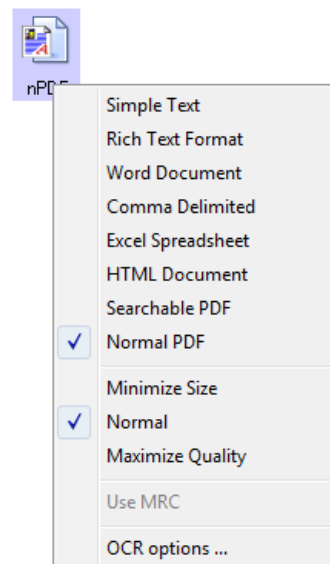 nPDF
Simple Text
Rich Text Format
Word Document
Comma Delimited
Excel Spreadsheet
HTML Document
Searchable PDF
Normal PDF
Minimize Size
Normal
Maximize Quality
Use MRC
OCR options ...